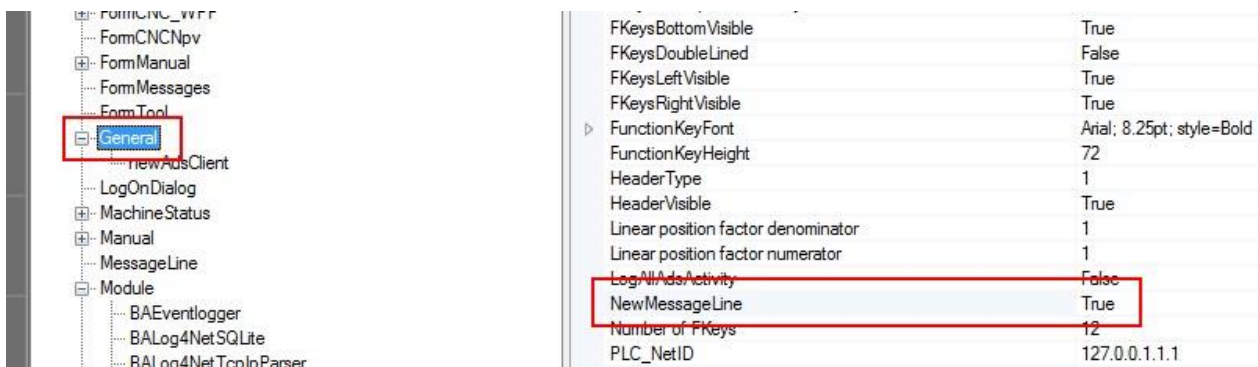 FormCNC_WPF
FormCNCNpv
FormManual
FormMessages
FormTool
General
newAdsClient
LogOnDialog
MachineStatus
Manual
MessageLine
Module
BAEventlogger
BALog4NetSQLite
BALog4NetTcpIpParser
FKeysBottomVisible True
FKeysDoubleLined False
FKeysLeftVisible True
FKeysRightVisible True
FunctionKeyFont Arial; 8.25pt; style=Bold
FunctionKeyHeight 72
HeaderType 1
HeaderVisible True
Linear position factor denominator 1
Linear position factor numerator 1
LogAllAdsActivity False
NewMessageLine True
Number of FKeys 12
PLC_NetID 127.0.0.1.1.1